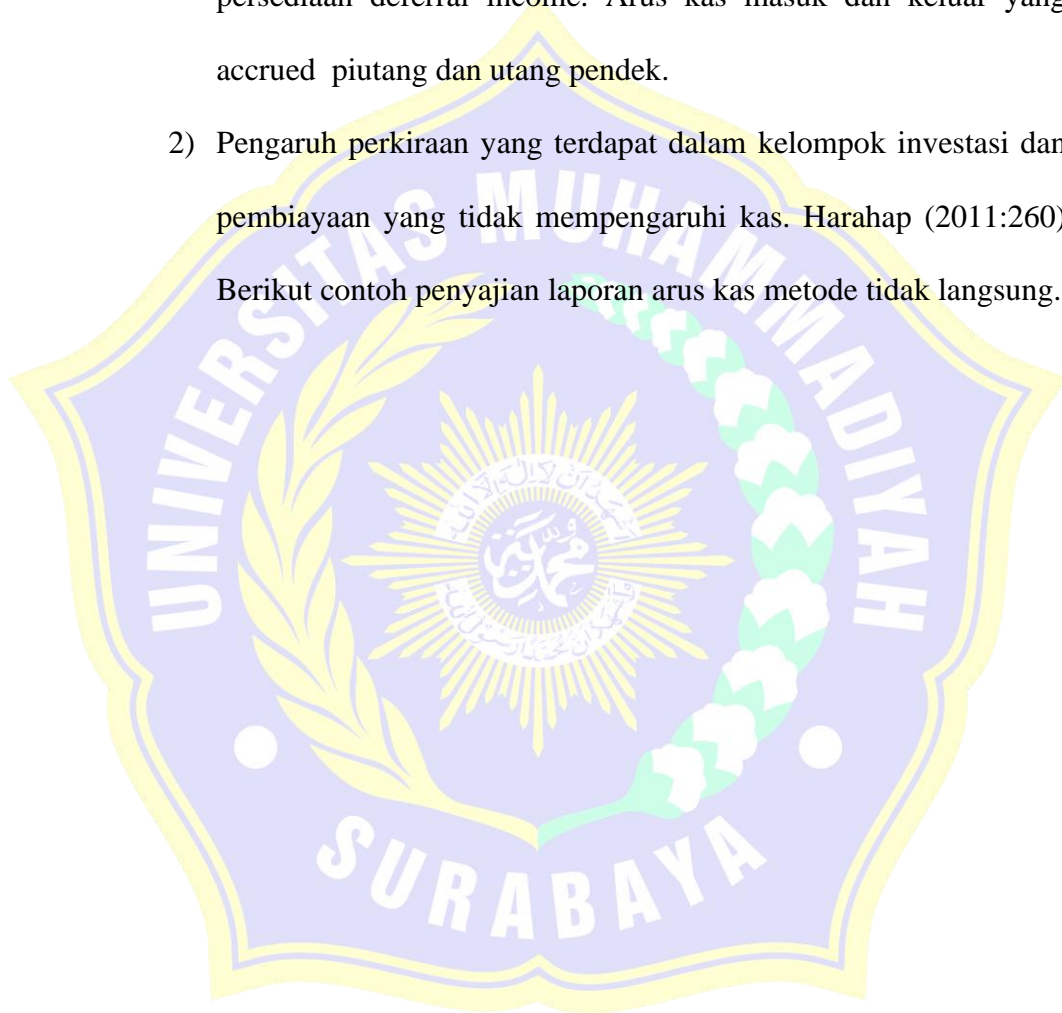 persediaan deferral income. Arus kas masuk dan keluar yang
accrued piutang dan utang pendek.
2) Pengaruh perkiraan yang terdapat dalam kelompok investasi dan
pembiayaan yang tidak mempengaruhi kas. Harahap (2011:260)
Berikut contoh penyajian laporan arus kas metode tidak langsung.
UNIVERSITAS MUHAMMADIYAH
SURABAYA